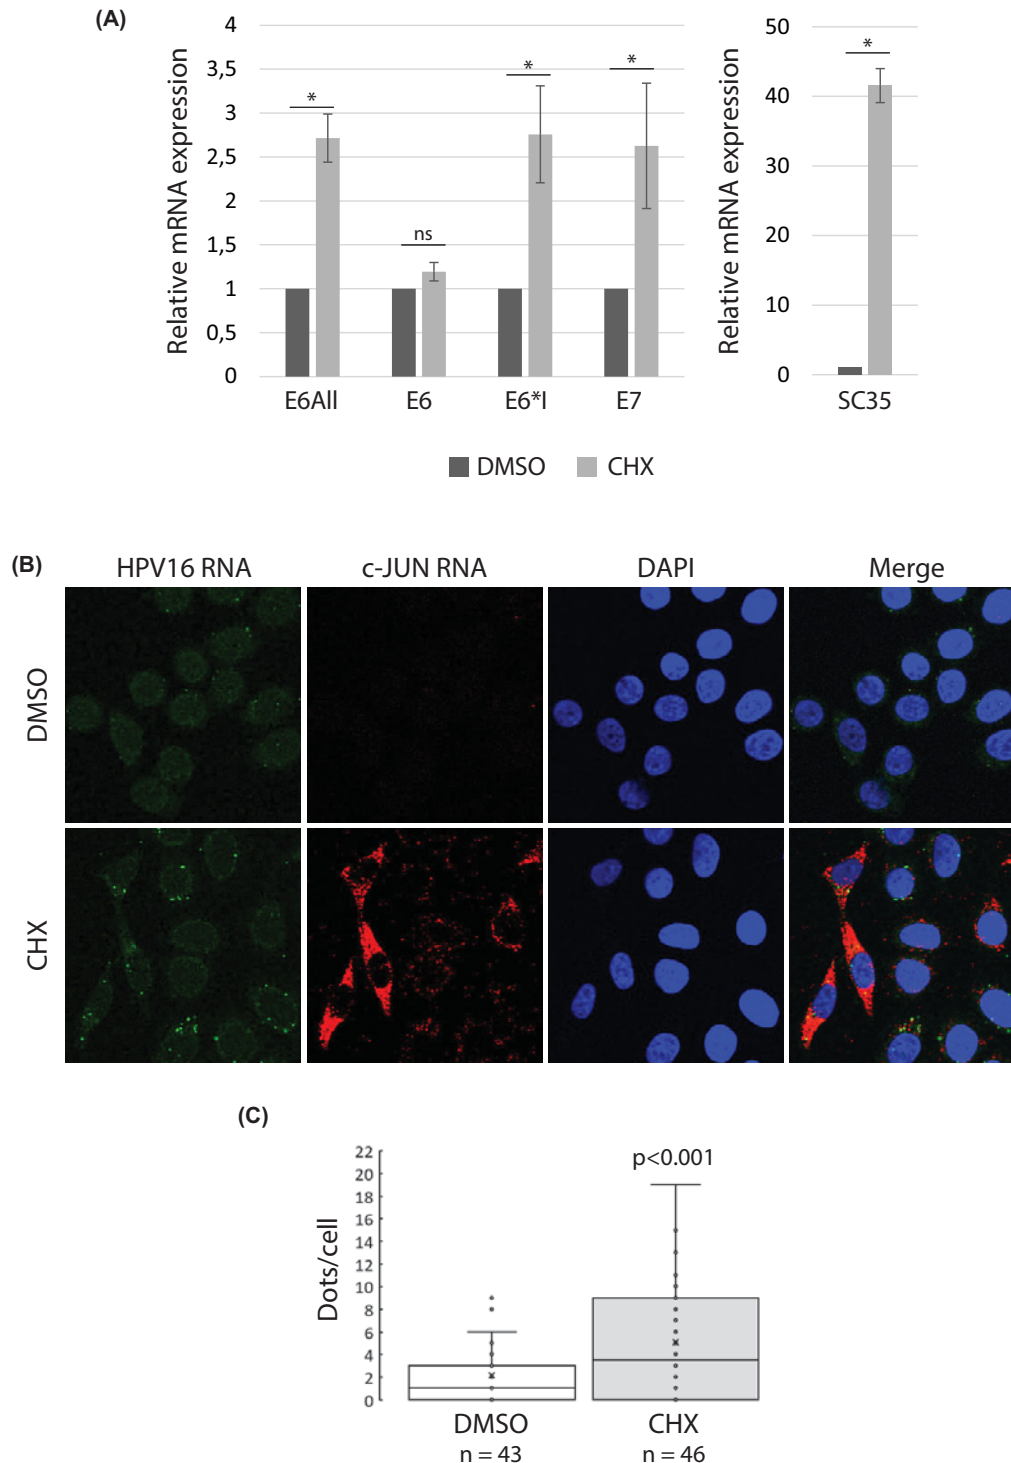 (A)
Relative mRNA expression
4
3,5
3
2,5
2
1,5
1
0,5
0
*
ns
*
*
E6All
E6
E6*I
E7
Relative mRNA expression
50
40
30
20
10
0
*
SC35
DMSO
CHX
(B)
HPV16 RNA
c-JUN RNA
DAPI
Merge
DMSO
CHX
(C)
Dots/cell
22
20
18
16
14
12
10
8
6
4
2
0
p<0.001
DMSO
n = 43
CHX
n = 46